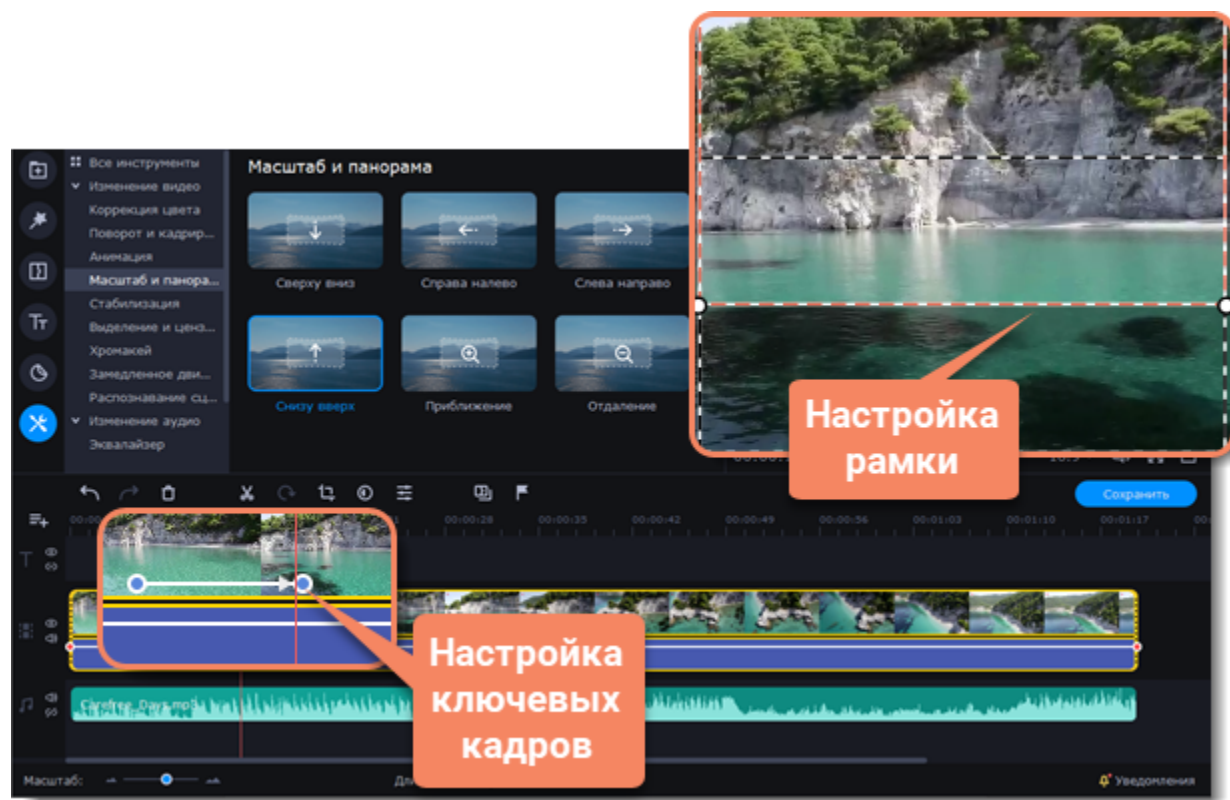 Все инструменты
Изменение видео
Коррекция цвета
Поворот и кадрир...
Анимация
Масштаб и панора...
Стабилизация
Выделение и ценз...
Хромакей
Замедленное дви...
Распознавание сц...
Изменение аудио
Эквалайзер
Масштаб и панорама
Сверху вниз
Справа налево
Слева направо
Снизу вверх
Приближение
Отдаление
Настройка
рамки
Сохранить
00:00:28 00:00:35 00:00:42 00:00:49 00:00:56 00:01:03 00:01:10 00:01:17
Настройка
ключевых
кадров
Carefree_Days.mp3
Масштаб:
Уведомления